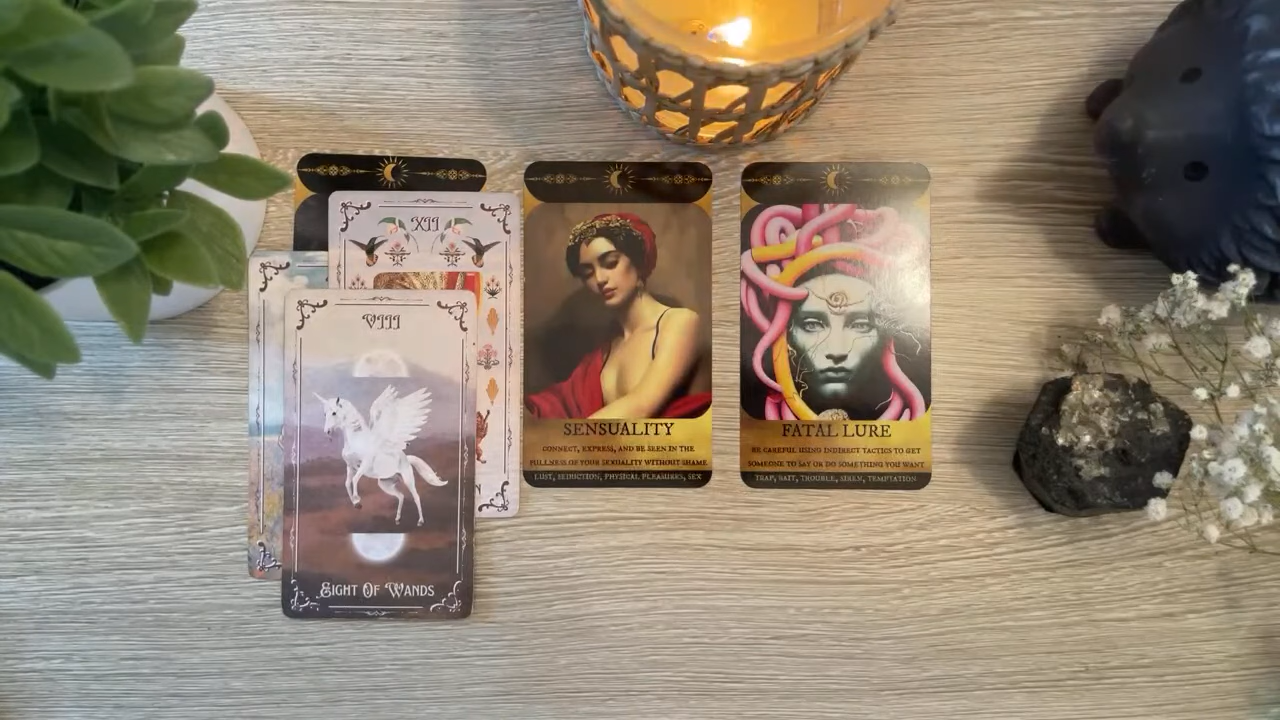 XII
VIII
EIGHT OF WANDS
SENSUALITY
CONNECT, EXPRESS, AND BE SEEN IN THE
FULLNESS OF YOUR SEXUALITY WITHOUT SHAME
LUST, SEDUCTION, PHYSICAL PLEASURES, SEX
FATAL LURE
BE CAREFUL USING INDIRECT TACTICS TO GET
SOMEONE TO SAY OR DO SOMETHING YOU WANT
TRAP, BAIT, TROUBLE, SIREN, TEMPTATION